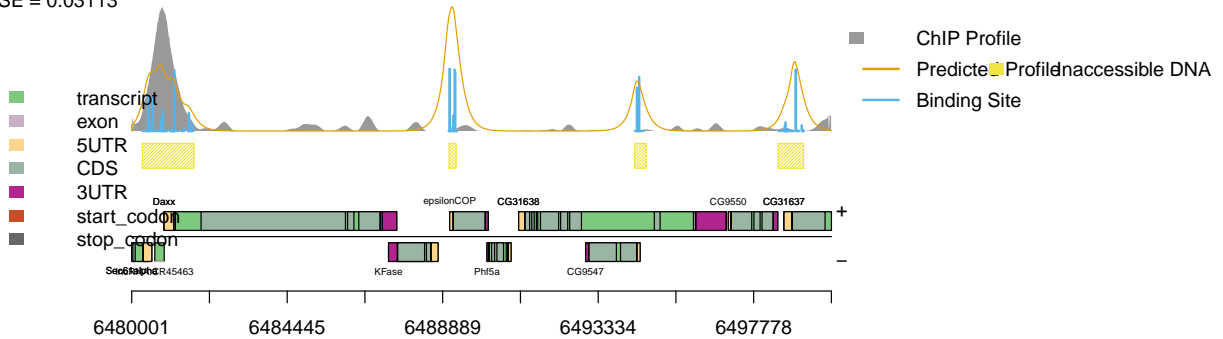 SE = 0.03113
ChIP Profile
Predicted Profile
Inaccessible DNA
Binding Site
transcript
exon
5UTR
CDS
3UTR
start_codon
stop_codon
Daxx
epsilonCOP
CG31638
CG9550
CG31637
+
−
CR45463
KFase
Phf5a
CG9547
6480001
6484445
6488889
6493334
6497778